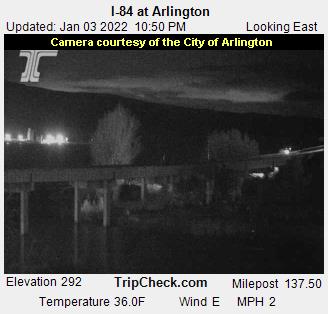 I-84 at Arlington
Updated: Jan 03 2022 10:50 PM Looking East
Camera courtesy of the City of Arlington
Elevation 292 TripCheck.com Milepost 137.50
Temperature 36.0F Wind E MPH 2